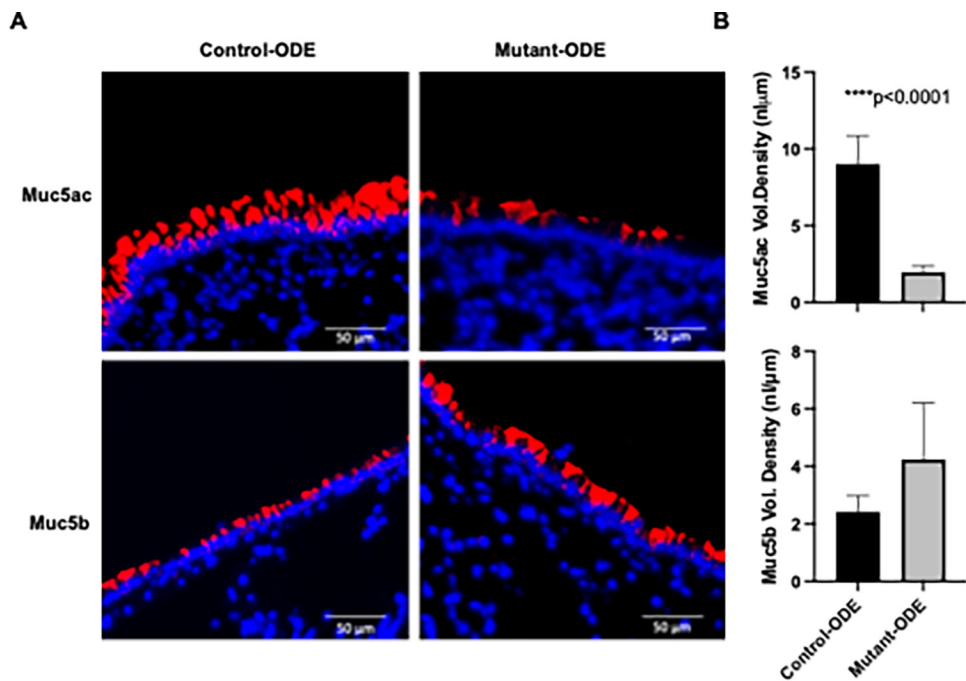 A
B
Control-ODE
Mutant-ODE
Muc5ac
50 µm
50 µm
Muc5b
50 µm
50 µm
Muc5ac Vol.Density (nl/µm)
15
10
5
0
****p<0.0001
Muc5b Vol. Density (nl/µm)
8
6
4
2
0
Control-ODE
Mutant-ODE